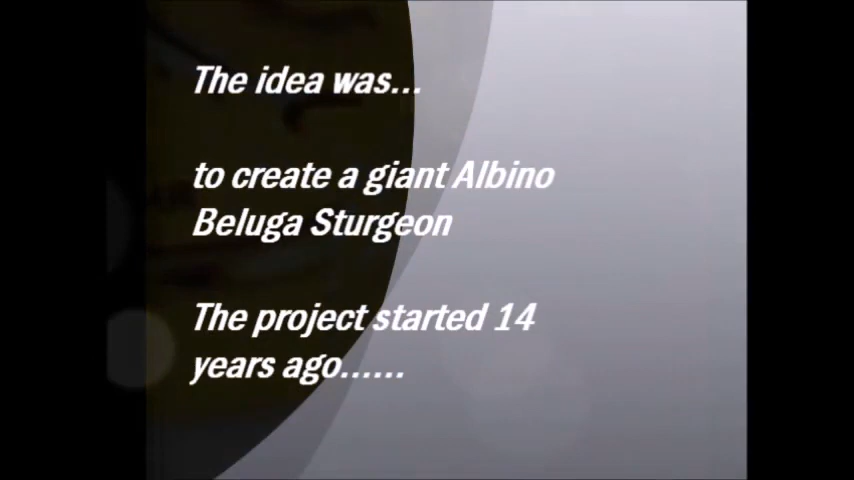 The idea was...
to create a giant Albino
Beluga Sturgeon
The project started 14
years ago......